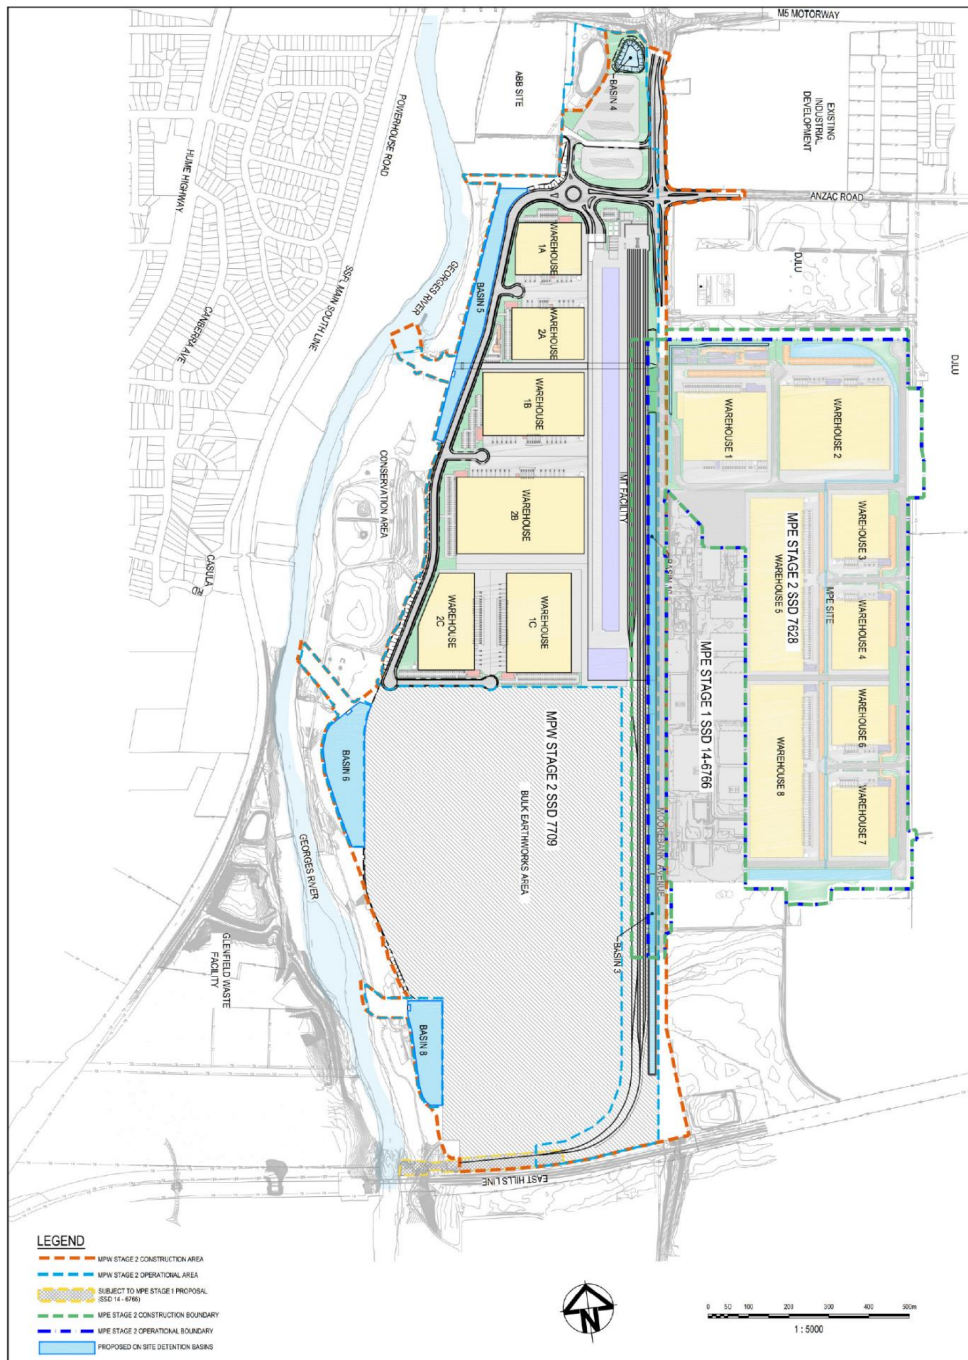 M5 MOTORWAY
ABB SITE
BASIN 4
EXISTING
INDUSTRIAL
DEVELOPMENT
POWERHOUSE ROAD
HUME HIGHWAY
ANZAC ROAD
WAREHOUSE
1A
DJLU
GEORGES RIVER
SSFL MAIN SOUTH LINE
BASIN 5
CANBERRA AVE
WAREHOUSE
2A
DJLU
WAREHOUSE
1B
WAREHOUSE 1
WAREHOUSE 2
CONSERVATION AREA
IMT FACILITY
WAREHOUSE
2B
MPE STAGE 2 SSD 7628
WAREHOUSE 5
WAREHOUSE 3
CASULA
RD
BASIN 10
MPE SITE
WAREHOUSE
2C
WAREHOUSE
1C
WAREHOUSE 4
MPE STAGE 1 SSD 14-6766
WAREHOUSE 6
BASIN 6
MPW STAGE 2 SSD 7709
BULK EARTHWORKS AREA
WAREHOUSE 8
WAREHOUSE 7
MOOREBANK AVENUE
GEORGES RIVER
GLENFIELD WASTE
FACILITY
BASIN 3
BASIN 8
EAST HILLS LINE
LEGEND
MPW STAGE 2 CONSTRUCTION AREA
MPW STAGE 2 OPERATIONAL AREA
SUBJECT TO MPE STAGE 1 PROPOSAL
(SSD 14 - 6766)
MPE STAGE 2 CONSTRUCTION BOUNDARY
MPE STAGE 2 OPERATIONAL BOUNDARY
PROPOSED ON SITE DETENTION BASINS
0 50 100 200 300 400 500m
1 : 5000